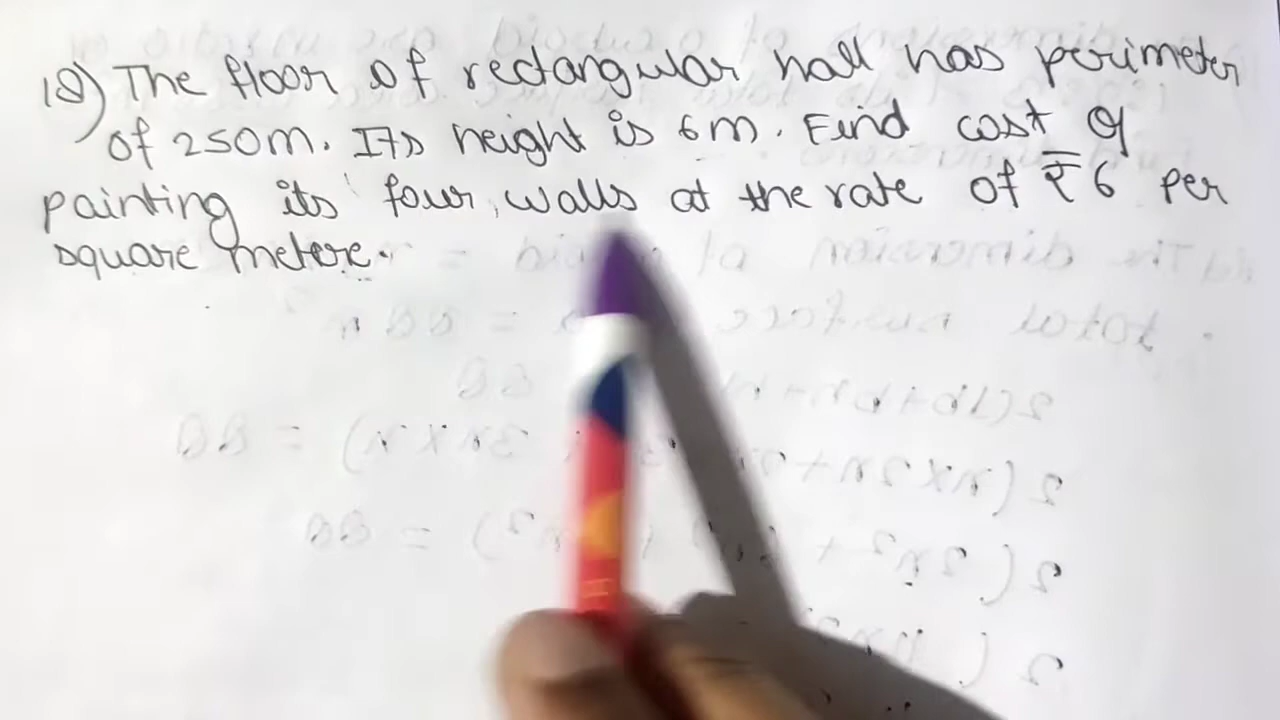 18) The floor of rectangular hall has perimeter
of 250m. Its height is 6m. Find cost of
painting its four walls at the rate of ₹6 per
square metere.